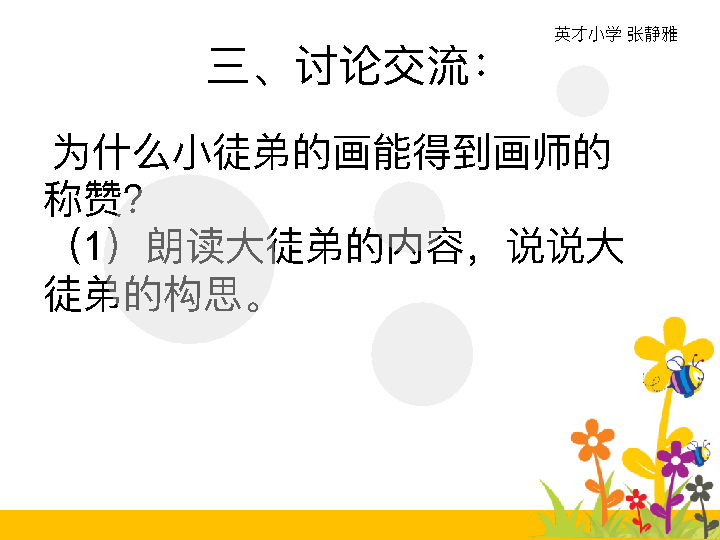 英才小学 张静雅
三、讨论交流：
为什么小徒弟的画能得到画师的
称赞?
（1）朗读大徒弟的内容，说说大
徒弟的构思。